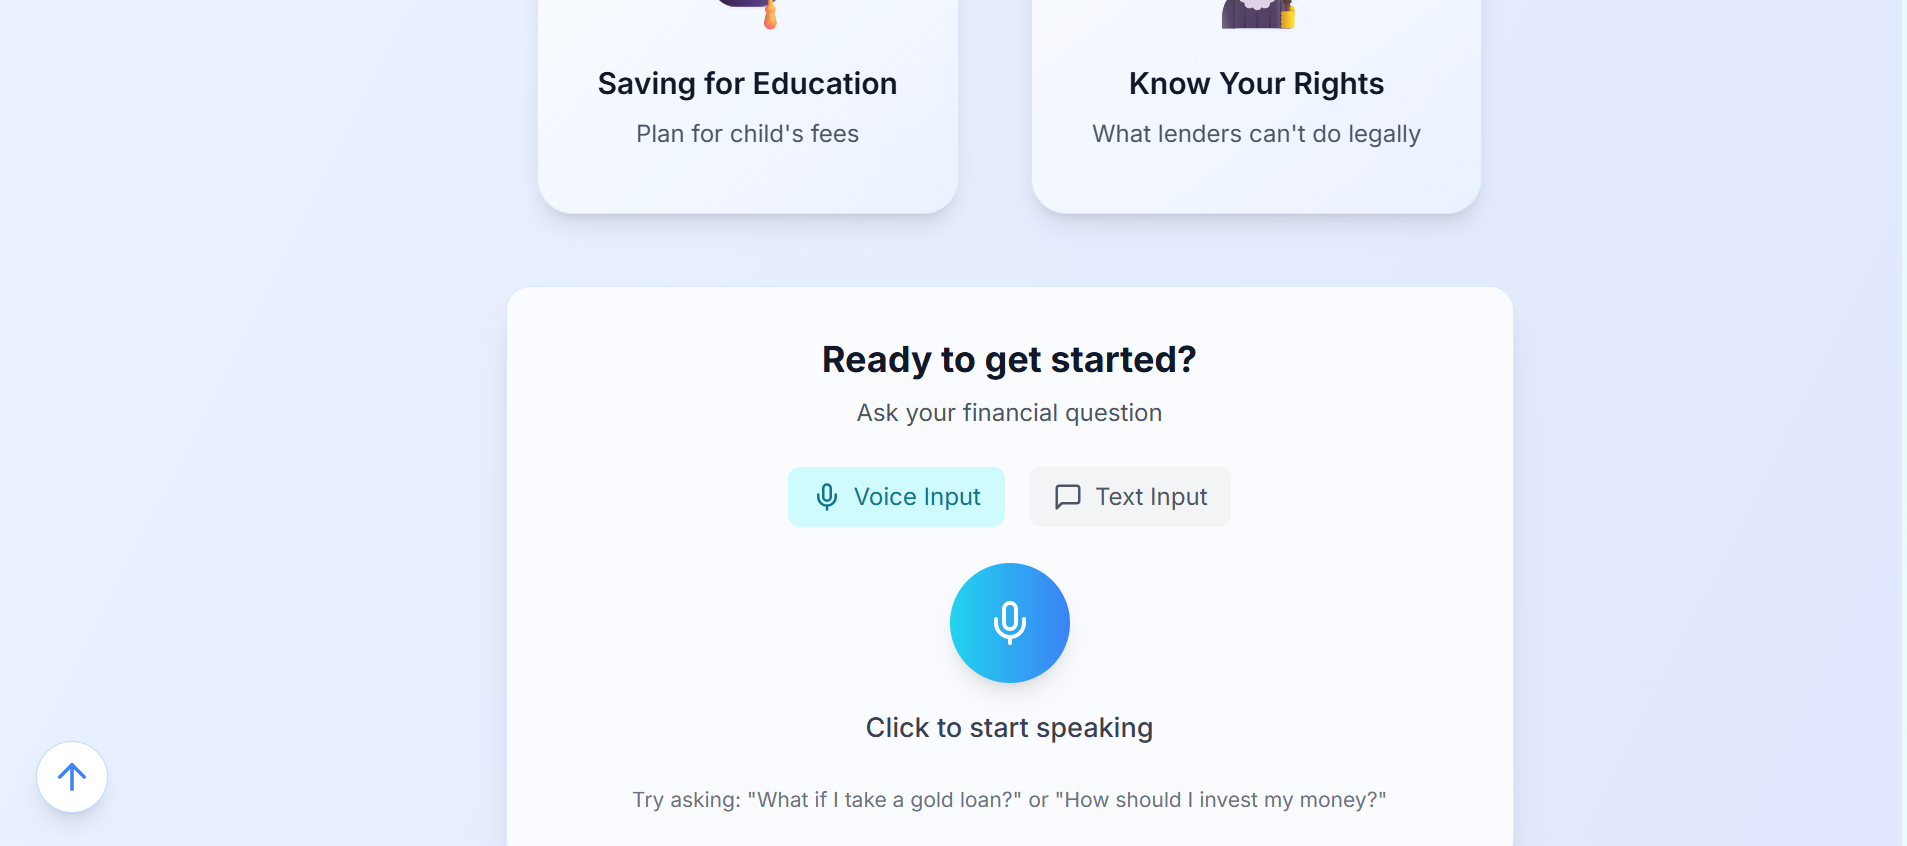 Saving for Education
Plan for child's fees
Know Your Rights
What lenders can't do legally
Ready to get started?
Ask your financial question
Voice Input
Text Input
Click to start speaking
Try asking: "What if I take a gold loan?" or "How should I invest my money?"